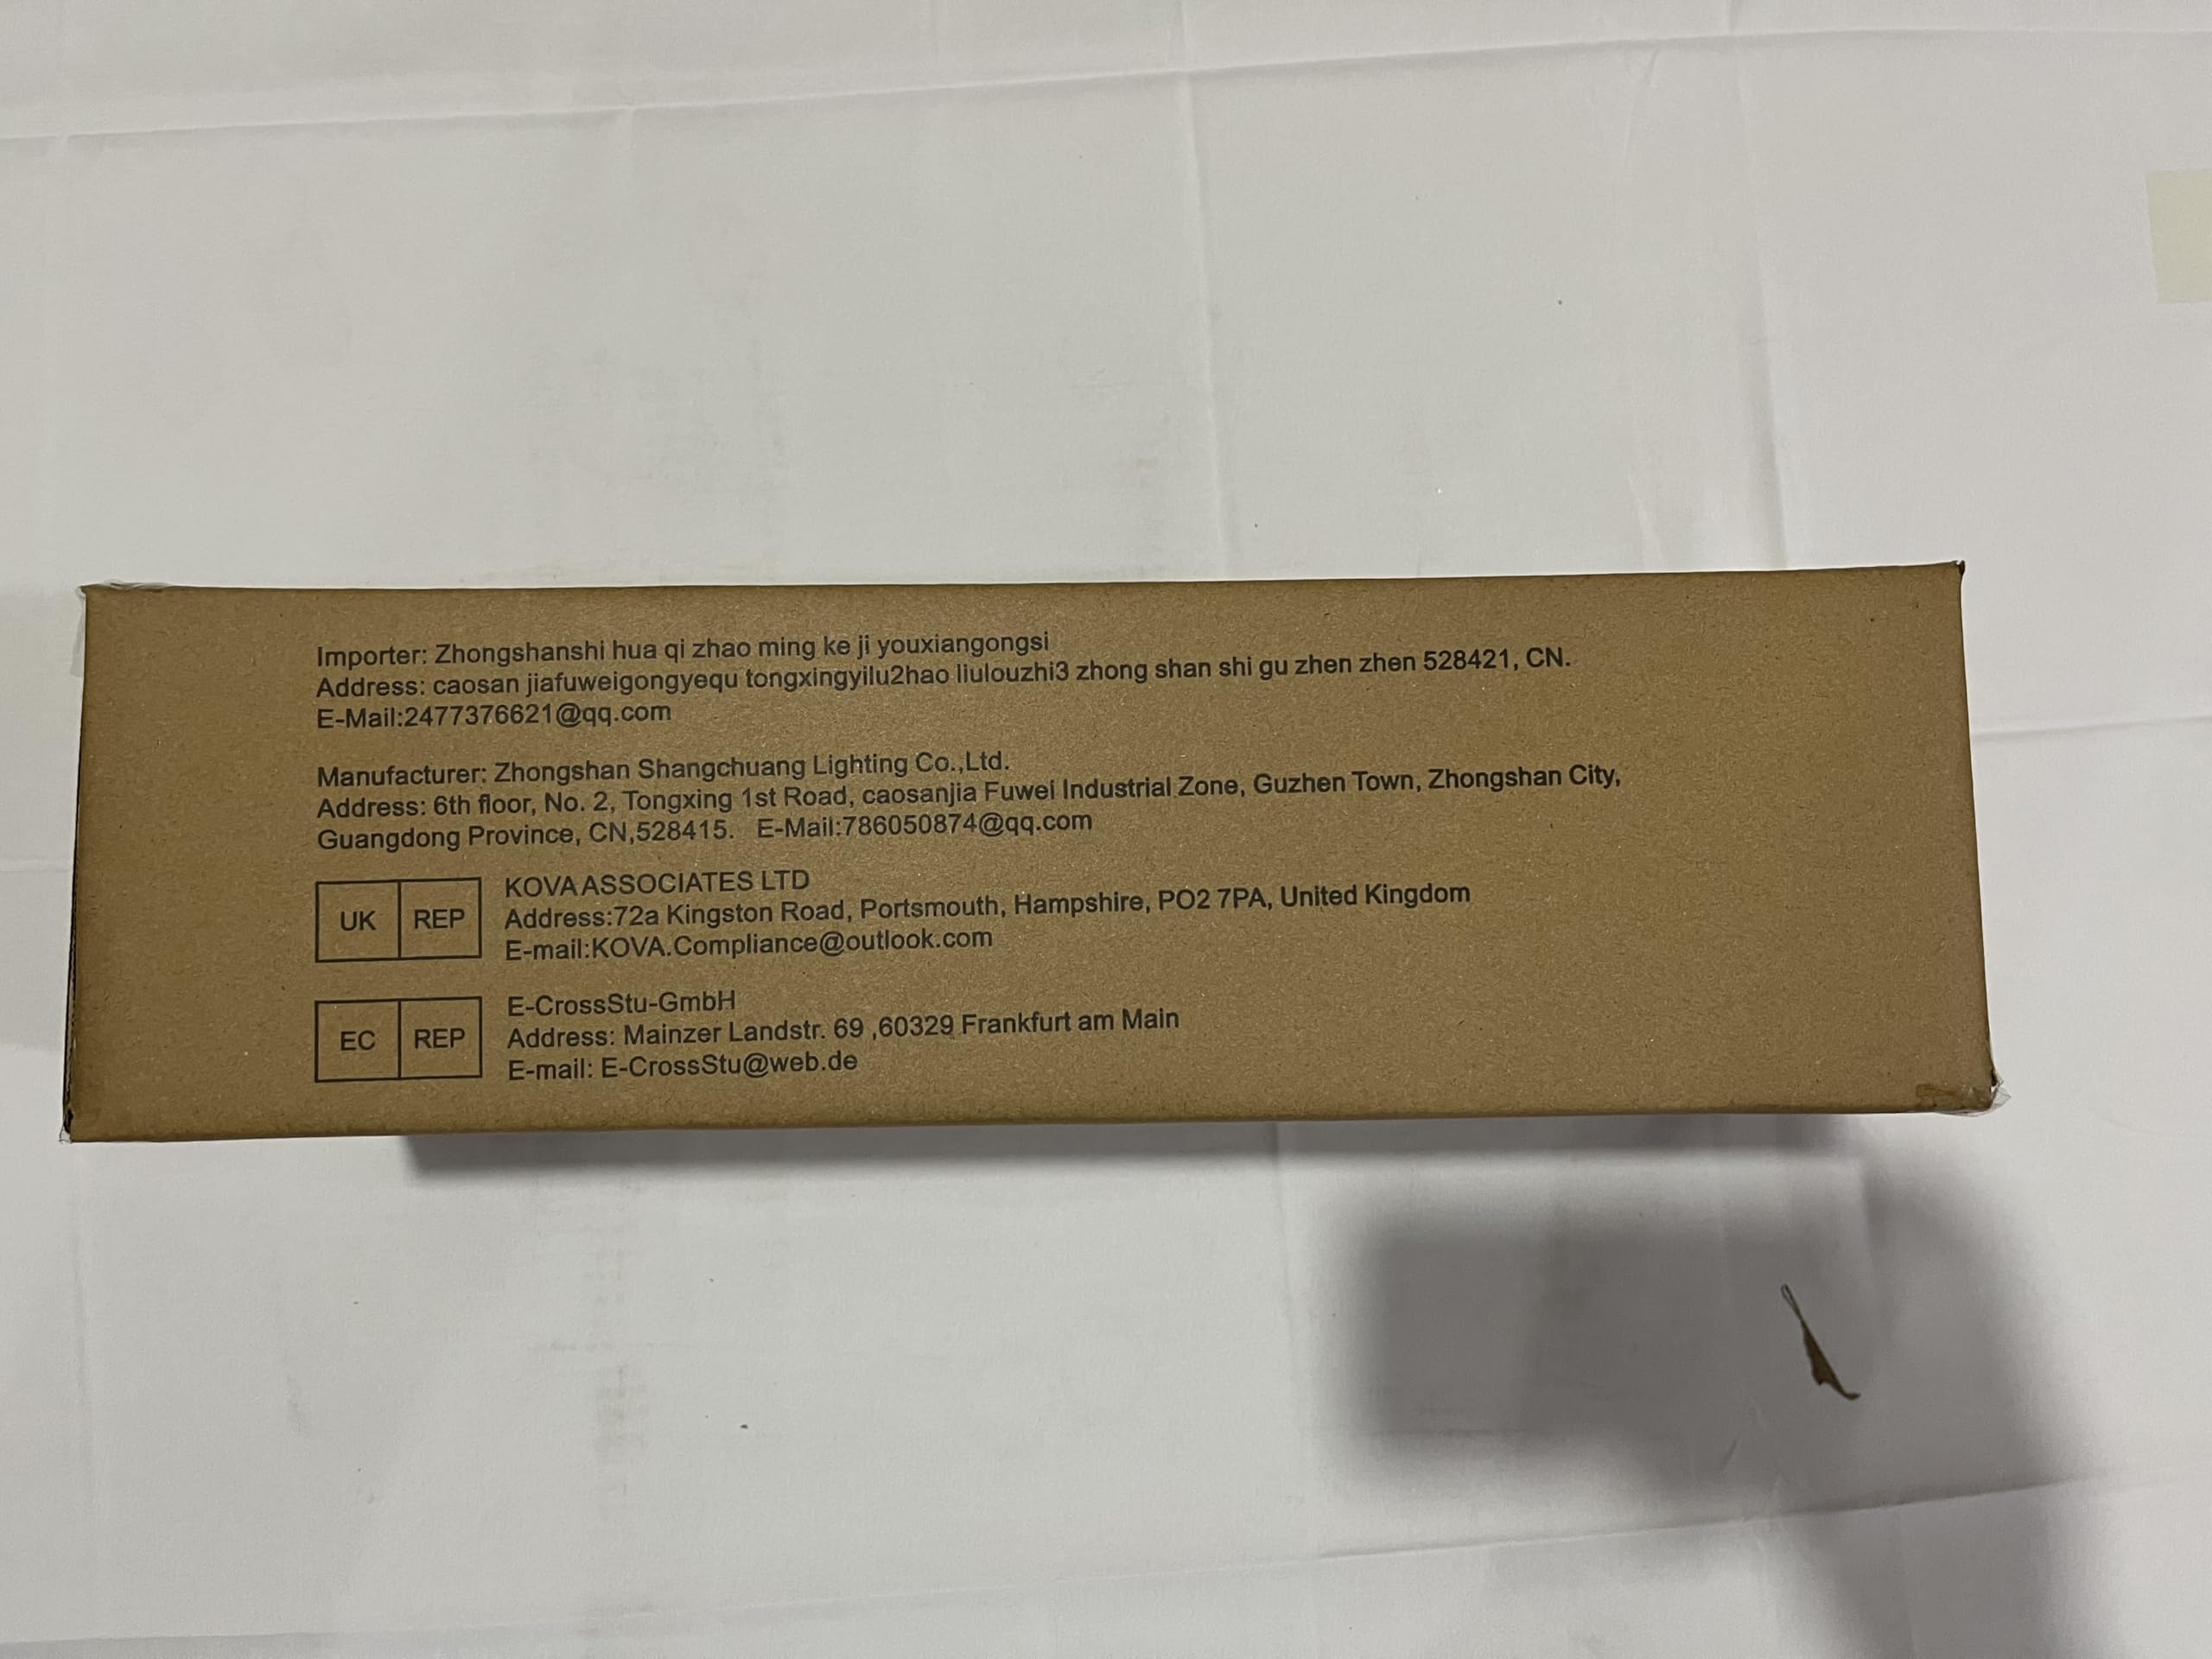 Importer: Zhongshanshi hua qi zhao ming ke ji youxiangongsi
Address: caosan jiafuweigongyequ tongxingyilu2hao liulouzhi3 zhong shan shi gu zhen zhen 528421, CN.
E-Mail:2477376621@qq.com
Manufacturer: Zhongshan Shangchuang Lighting Co.,Ltd.
Address: 6th floor, No. 2, Tongxing 1st Road, caosanjia Fuwei Industrial Zone, Guzhen Town, Zhongshan City,
Guangdong Province, CN,528415. E-Mail:786050874@qq.com
UK REP
KOVA ASSOCIATES LTD
Address:72a Kingston Road, Portsmouth, Hampshire, PO2 7PA, United Kingdom
E-mail:KOVA.Compliance@outlook.com
EC REP
E-CrossStu-GmbH
Address: Mainzer Landstr. 69 ,60329 Frankfurt am Main
E-mail: E-CrossStu@web.de